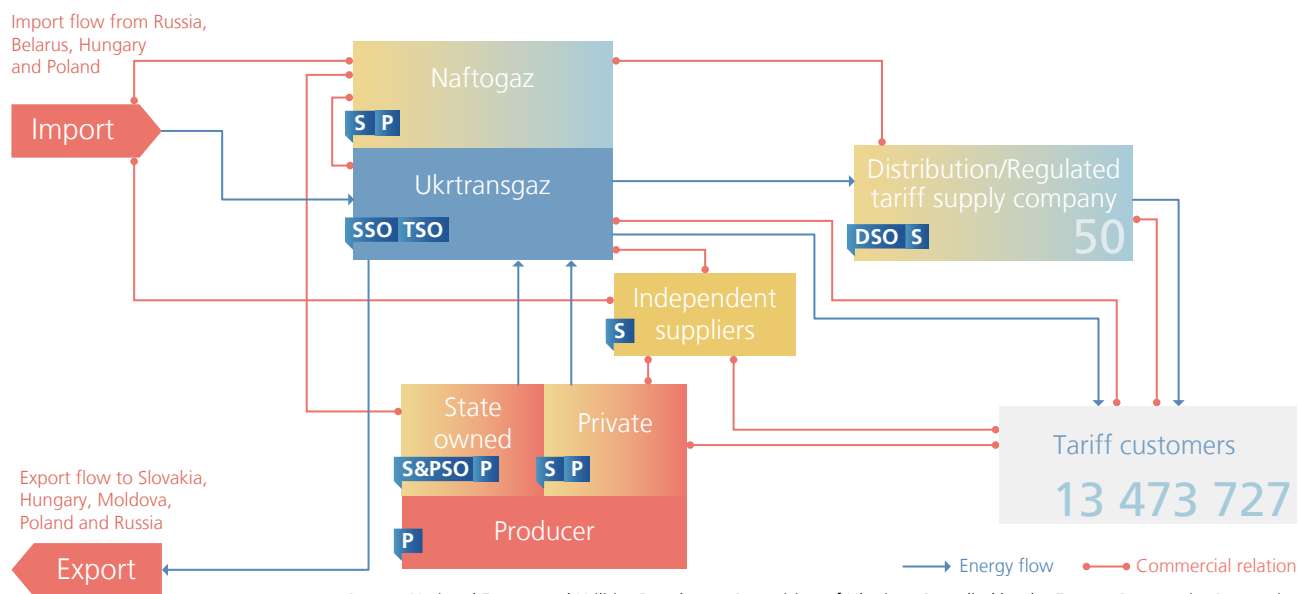 Import flow from Russia,
Belarus, Hungary
and Poland
Import
Naftogaz
S P
Ukrtransgaz
SSO TSO
Distribution/Regulated
tariff supply company
50
DSO S
Independent
suppliers
S
State
owned
S&PSO P
Private
S P
Producer
P
Tariff customers
13 473 727
Export flow to Slovakia,
Hungary, Moldova,
Poland and Russia
Export
Energy flow
Commercial relation